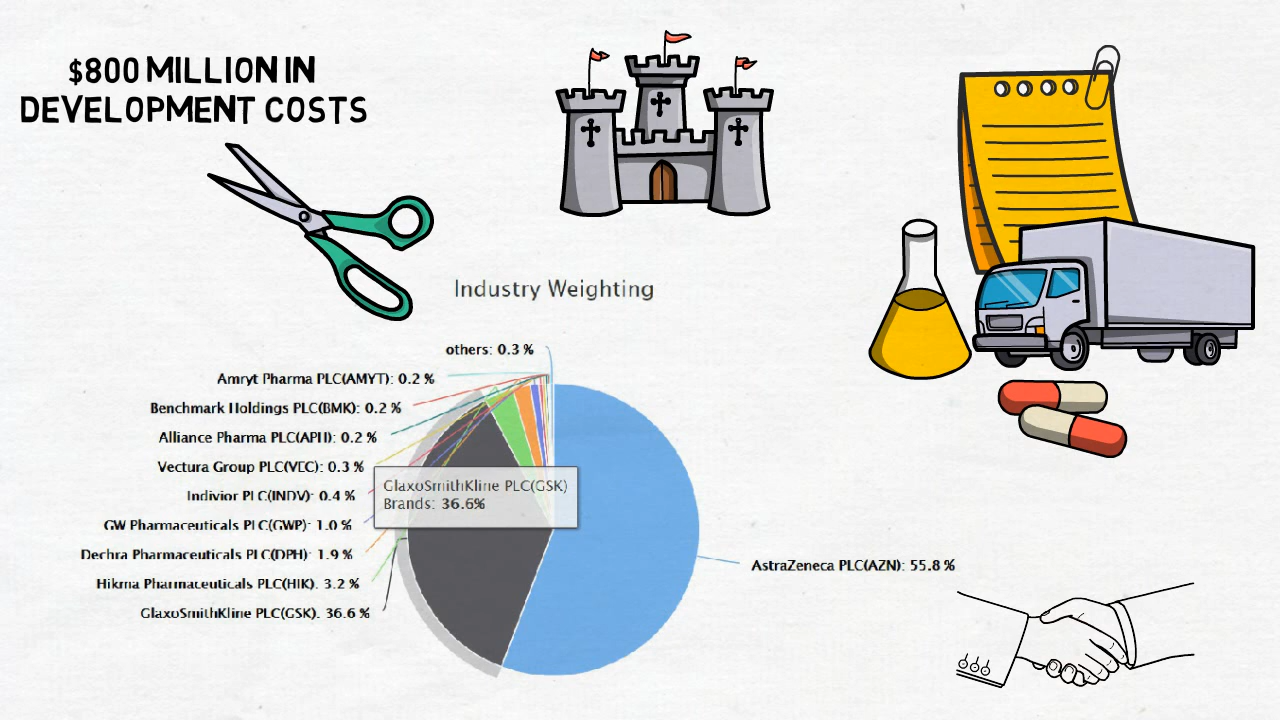 $800 MILLION IN
DEVELOPMENT COSTS
Industry Weighting
others: 0.3 %
Amryt Pharma PLC(AMYT): 0.2 %
Benchmark Holdings PLC(BMK): 0.2 %
Alliance Pharma PLC(APH): 0.2 %
Vectura Group PLC(VEC): 0.3 %
Indivior PLC(INDV): 0.4 %
GW Pharmaceuticals PLC(GWP): 1.0 %
Dechra Pharmaceuticals PLC(DPH): 1.9 %
Hikma Pharmaceuticals PLC(HIK): 3.2 %
GlaxoSmithKline PLC(GSK): 36.6 %
GlaxoSmithKline PLC(GSK)
Brands: 36.6%
AstraZeneca PLC(AZN): 55.8 %